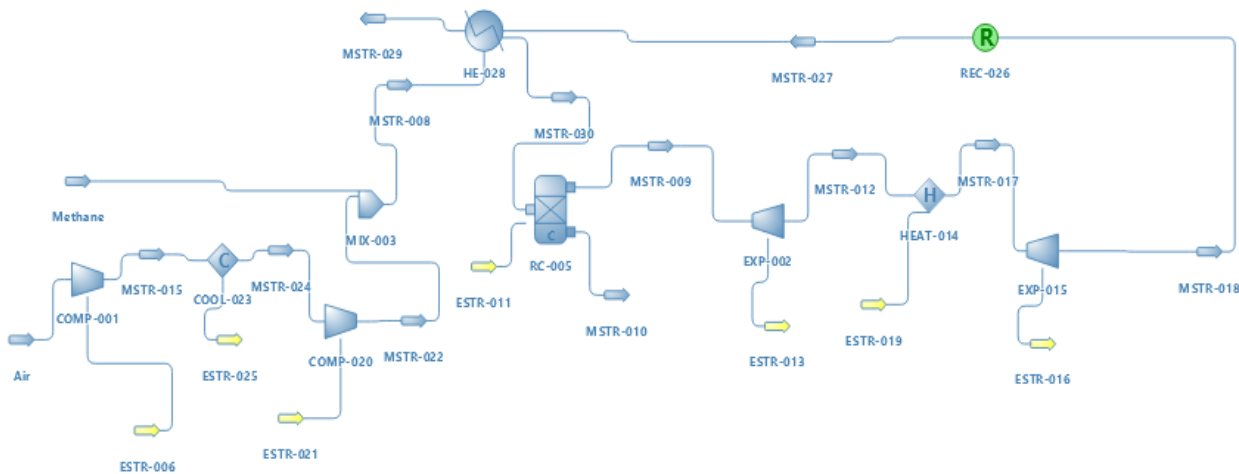 R
MSTR-029
HE-028
MSTR-027
REC-026
MSTR-008
MSTR-030
MSTR-009
MSTR-012
MSTR-017
H
Methane
MIX-003
C
HEAT-014
C
RC-005
EXP-002
MSTR-015
COOL-023
MSTR-024
EXP-015
MSTR-018
ESTR-011
COMP-001
MSTR-010
ESTR-019
COMP-020
MSTR-022
Air
ESTR-025
ESTR-013
ESTR-016
ESTR-021
ESTR-006